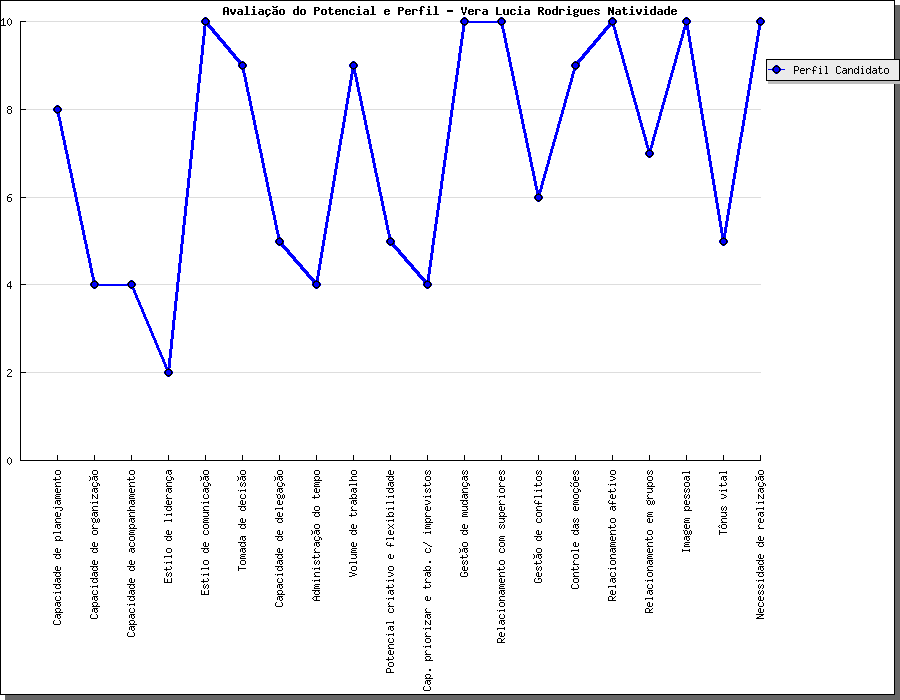 Avaliação do Potencial e Perfil - Vera Lucia Rodrigues Natividade
10
8
6
4
2
0
Perfil Candidato
Capacidade de planejamento
Capacidade de organização
Capacidade de acompanhamento
Estilo de liderança
Estilo de comunicação
Tomada de decisão
Capacidade de delegação
Administração do tempo
Volume de trabalho
Potencial criativo e flexibilidade
Cap. priorizar e trab. c/ imprevistos
Gestão de mudanças
Relacionamento com superiores
Gestão de conflitos
Controle das emoções
Relacionamento afetivo
Relacionamento em grupos
Imagem pessoal
Tônus vital
Necessidade de realização